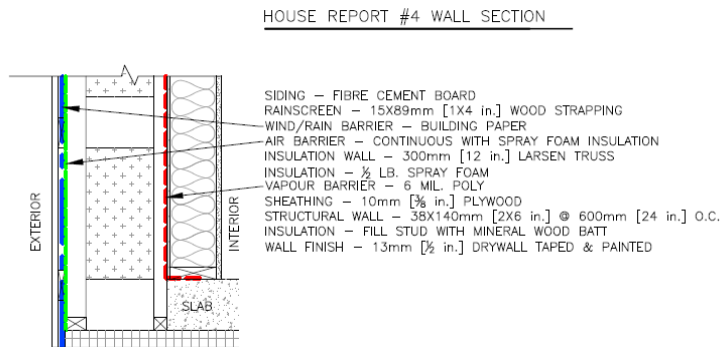 HOUSE REPORT #4 WALL SECTION
SIDING – FIBRE CEMENT BOARD
RAINSCREEN – 15X89mm [1X4 in.] WOOD STRAPPING
WIND/RAIN BARRIER – BUILDING PAPER
AIR BARRIER – CONTINUOUS WITH SPRAY FOAM INSULATION
INSULATION WALL – 300mm [12 in.] LARSEN TRUSS
INSULATION – ½ LB. SPRAY FOAM
VAPOUR BARRIER – 6 MIL. POLY
SHEATHING – 10mm [⅜ in.] PLYWOOD
STRUCTURAL WALL – 38X140mm [2X6 in.] @ 600mm [24 in.] O.C.
INSULATION – FILL STUD WITH MINERAL WOOD BATT
WALL FINISH – 13mm [½ in.] DRYWALL TAPED & PAINTED
EXTERIOR
INTERIOR
SLAB